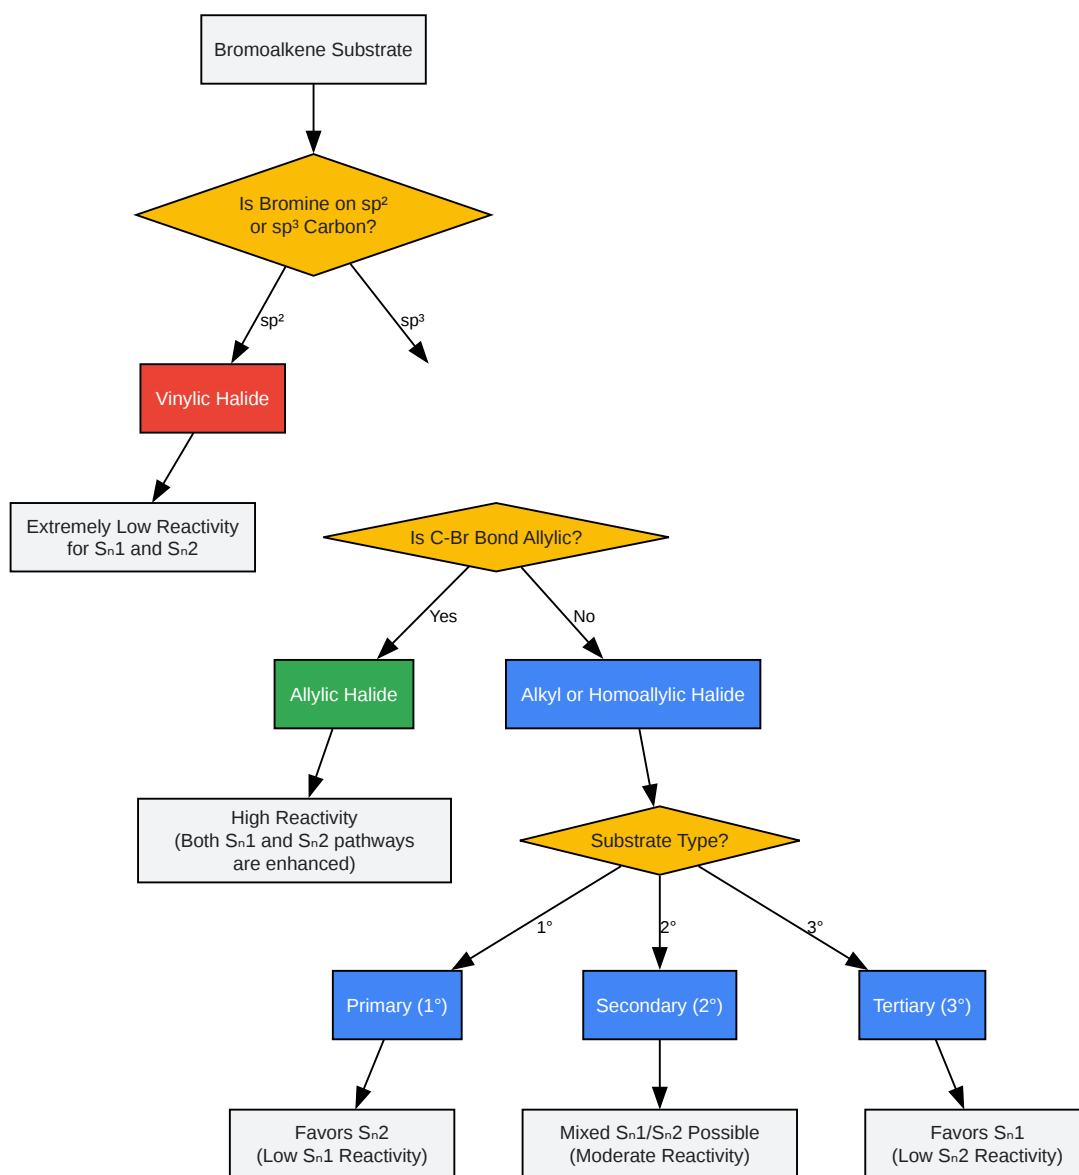 Bromoalkene Substrate
Is Bromine on sp²
or sp³ Carbon?
sp²
sp³
Vinylic Halide
Extremely Low Reactivity
for Sₙ1 and Sₙ2
Is C-Br Bond Allylic?
Yes
No
Allylic Halide
Alkyl or Homoallylic Halide
High Reactivity
(Both Sₙ1 and Sₙ2 pathways
are enhanced)
Substrate Type?
1°
2°
3°
Primary (1°)
Secondary (2°)
Tertiary (3°)
Favors Sₙ2
(Low Sₙ1 Reactivity)
Mixed Sₙ1/Sₙ2 Possible
(Moderate Reactivity)
Favors Sₙ1
(Low Sₙ2 Reactivity)